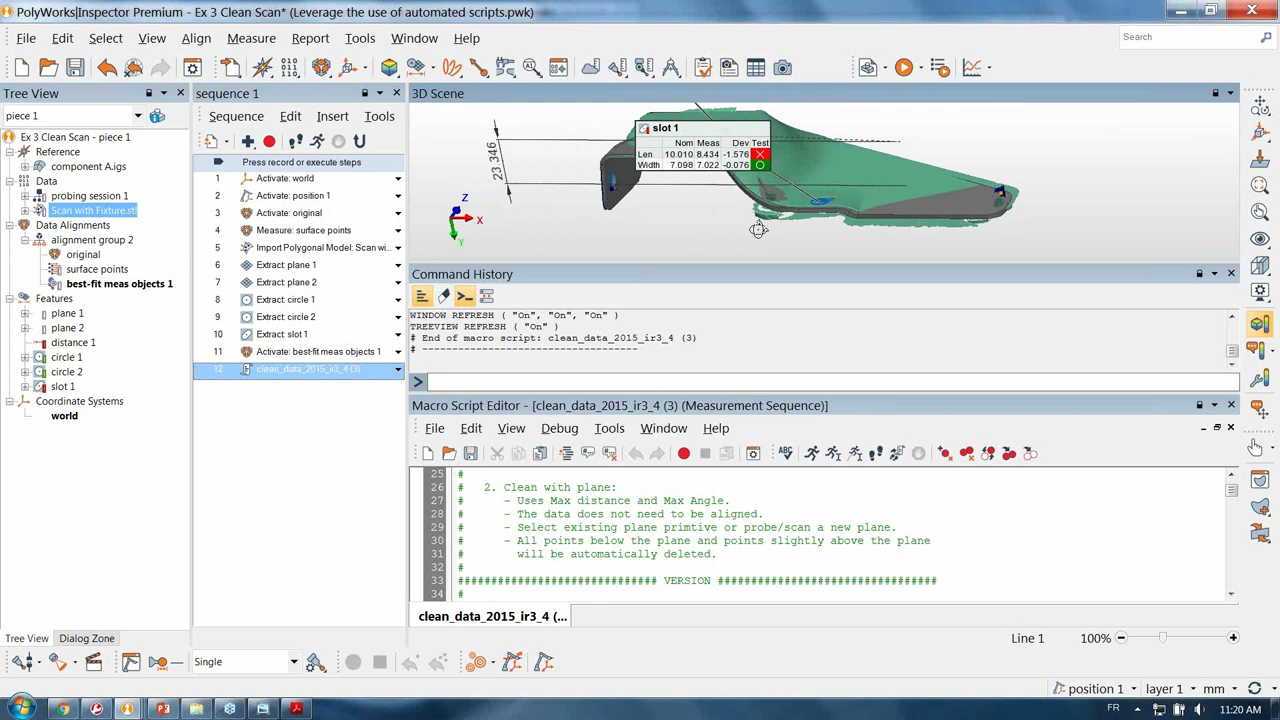 PolyWorks|Inspector Premium - Ex 3 Clean Scan* (Leverage the use of automated scripts.pwk)
File Edit Select View Align Measure Report Tools Window Help
Search
Tree View
piece 1
Ex 3 Clean Scan - piece 1
Reference
component A.igs
Data
probing session 1
Scan with Fixture.stl
Data Alignments
alignment group 2
original
surface points
best-fit meas objects 1
Features
plane 1
plane 2
distance 1
circle 1
circle 2
slot 1
Coordinate Systems
world
Tree View Dialog Zone
sequence 1
Sequence Edit Insert Tools
Press record or execute steps
1 Activate: world
2 Activate: position 1
3 Activate: original
4 Measure: surface points
5 Import Polygonal Model: Scan wi...
6 Extract: plane 1
7 Extract: plane 2
8 Extract: circle 1
9 Extract: circle 2
10 Extract: slot 1
11 Activate: best-fit meas objects 1
12 clean_data_2015_ir3_4 (3)
3D Scene
23.346
slot 1
Nom Meas Dev Test
Len 10.010 8.434 -1.576
Width 7.098 7.022 -0.076
Z
X
Y
Command History
WINDOW REFRESH ( "On", "On", "On" )
TREEVIEW REFRESH ( "On" )
# End of macro script: clean_data_2015_ir3_4 (3)
# ----------------------------------
>
Macro Script Editor - [clean_data_2015_ir3_4 (3) (Measurement Sequence)]
File Edit View Debug Tools Window Help
25 #
26 # 2. Clean with plane:
27 # - Uses Max distance and Max Angle.
28 # - The data does not need to be aligned.
29 # - Select existing plane primtive or probe/scan a new plane.
30 # - All points below the plane and points slightly above the plane
31 # will be automatically deleted.
32 #
33 ############################# VERSION ################################
34 #
clean_data_2015_ir3_4 (...
Line 1 100%
Single
position 1 layer 1 mm
FR 11:20 AM